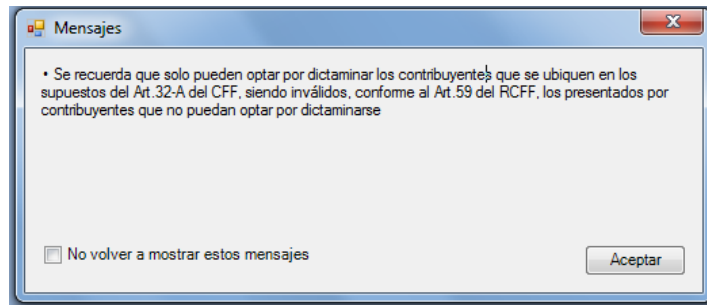 Mensajes
• Se recuerda que solo pueden optar por dictaminar los contribuyentes que se ubiquen en los
supuestos del Art.32-A del CFF, siendo inválidos, conforme al Art.59 del RCFF, los presentados por
contribuyentes que no puedan optar por dictaminarse
No volver a mostrar estos mensajes
Aceptar